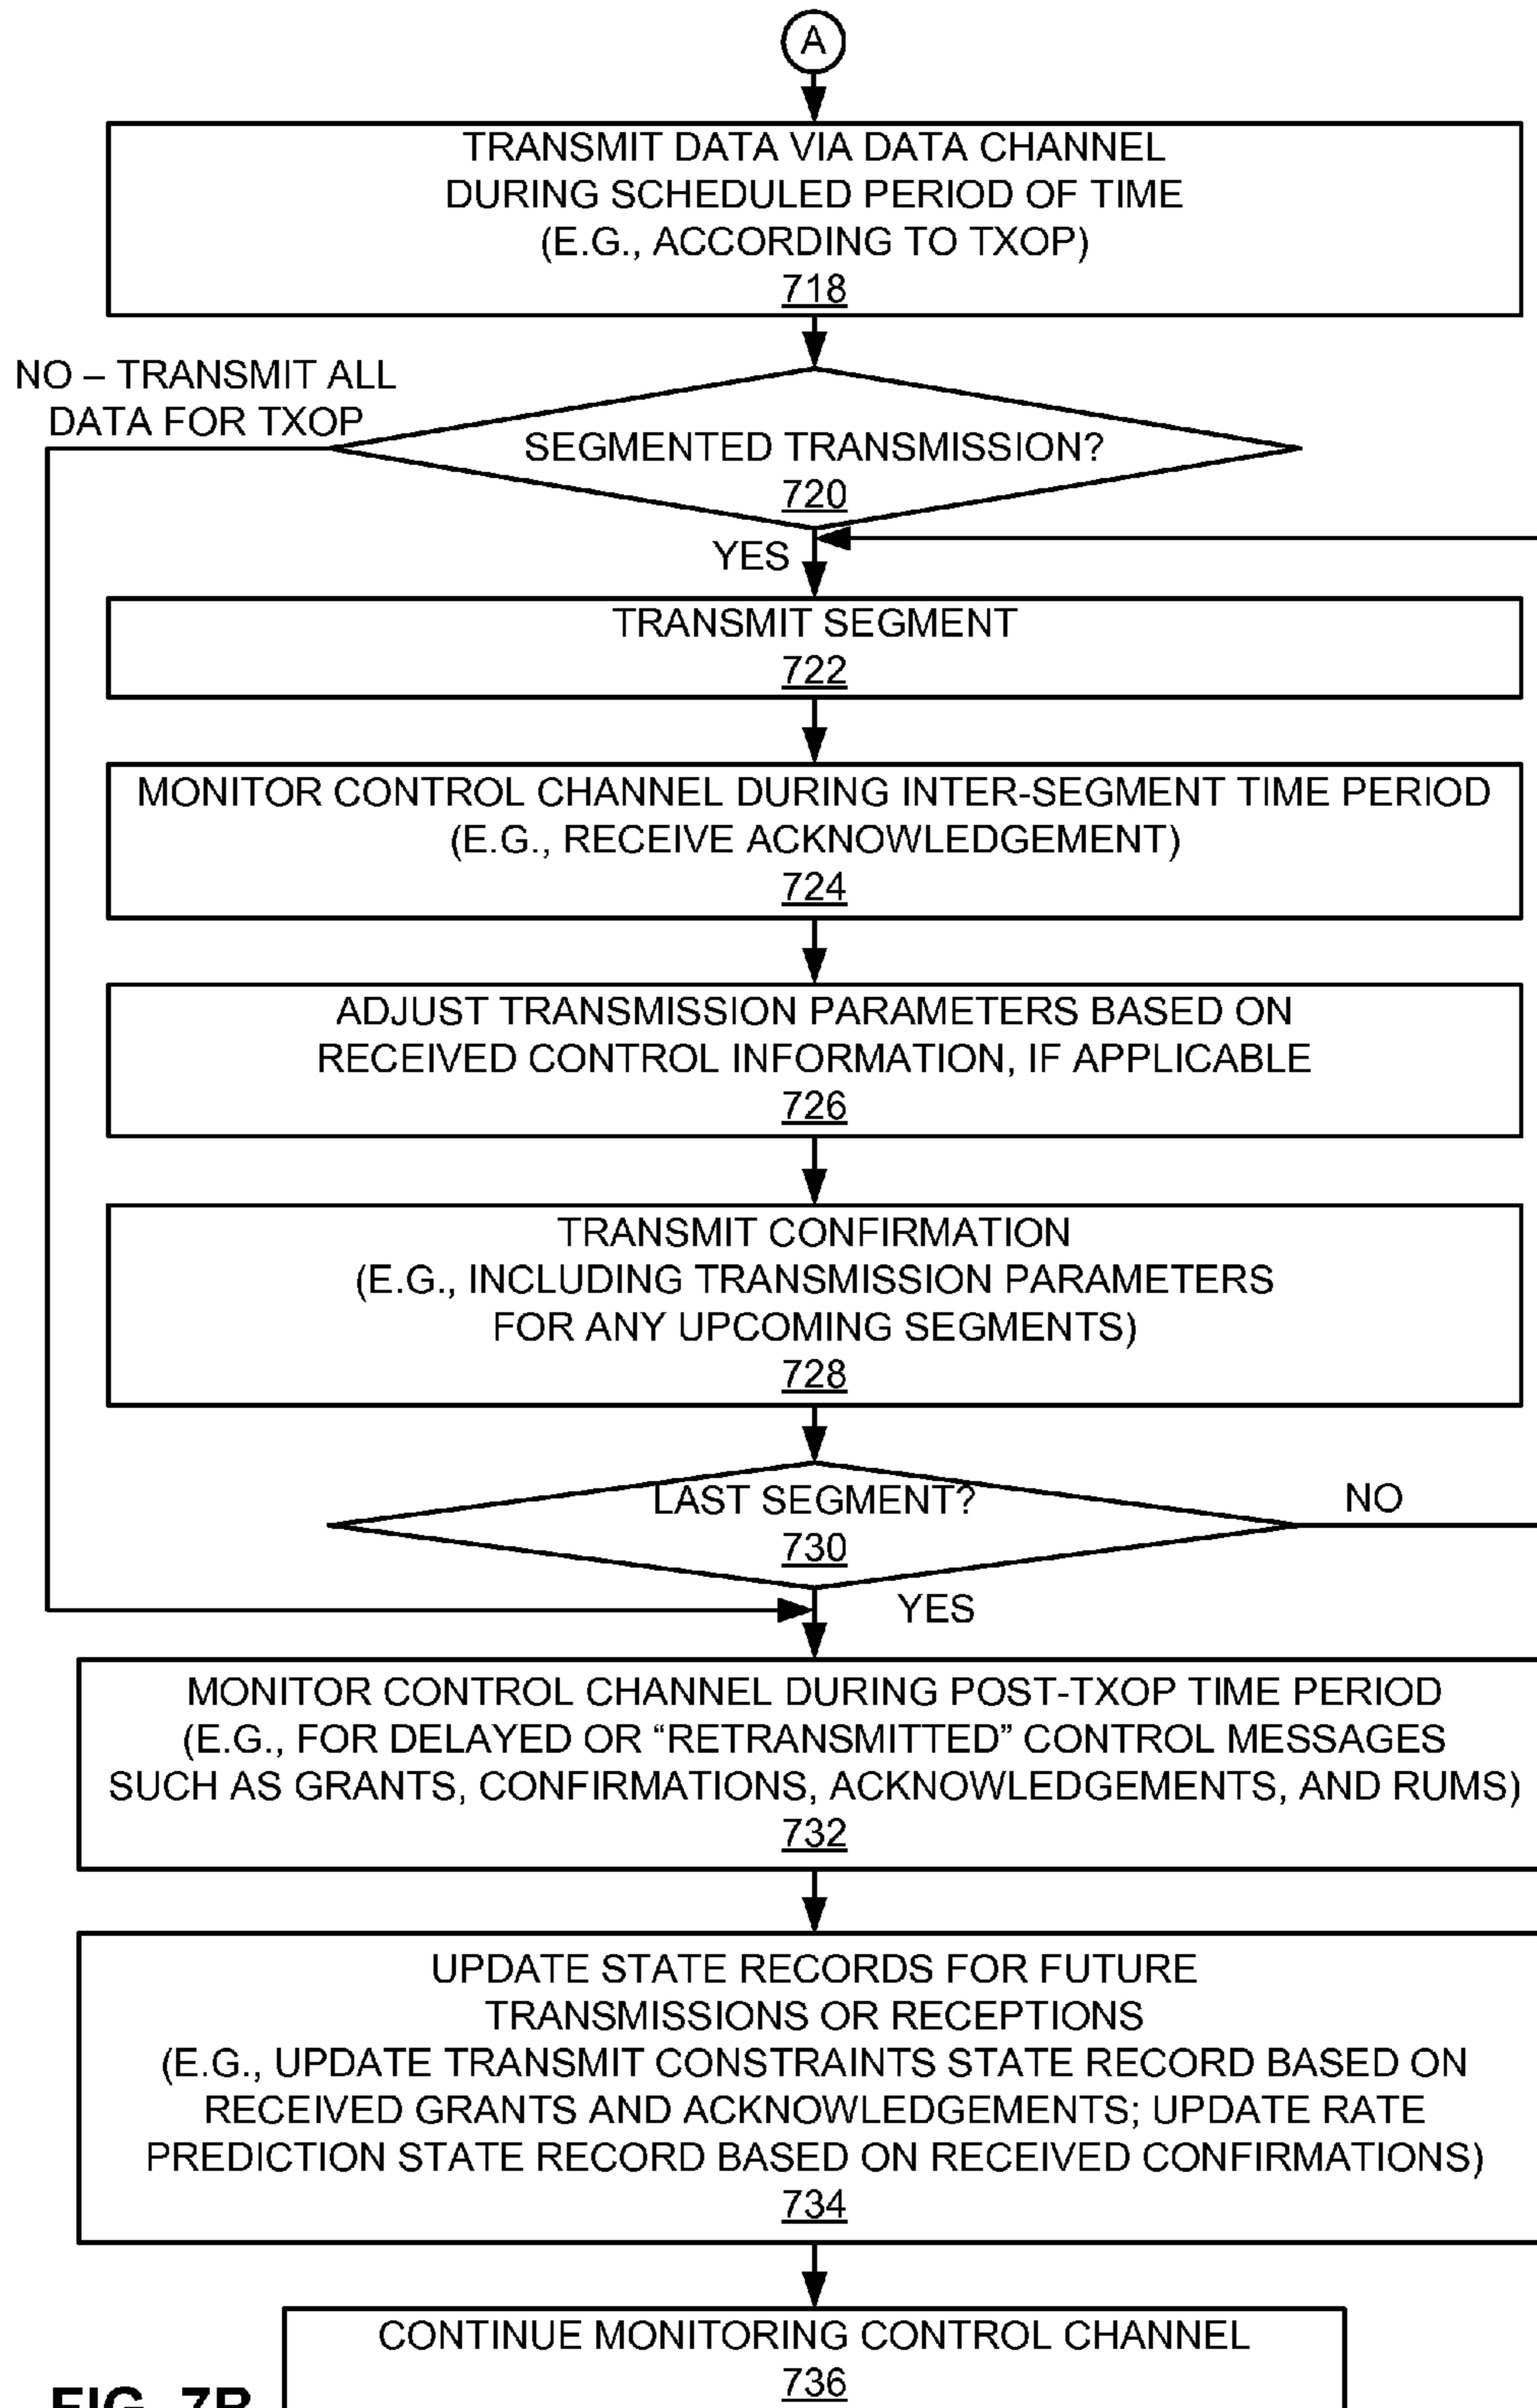 A
TRANSMIT DATA VIA DATA CHANNEL
DURING SCHEDULED PERIOD OF TIME
(E.G., ACCORDING TO TXOP)
718
NO – TRANSMIT ALL
DATA FOR TXOP
SEGMENTED TRANSMISSION?
720
YES
TRANSMIT SEGMENT
722
MONITOR CONTROL CHANNEL DURING INTER-SEGMENT TIME PERIOD
(E.G., RECEIVE ACKNOWLEDGEMENT)
724
ADJUST TRANSMISSION PARAMETERS BASED ON
RECEIVED CONTROL INFORMATION, IF APPLICABLE
726
TRANSMIT CONFIRMATION
(E.G., INCLUDING TRANSMISSION PARAMETERS
FOR ANY UPCOMING SEGMENTS)
728
LAST SEGMENT?
730
NO
YES
MONITOR CONTROL CHANNEL DURING POST-TXOP TIME PERIOD
(E.G., FOR DELAYED OR “RETRANSMITTED” CONTROL MESSAGES
SUCH AS GRANTS, CONFIRMATIONS, ACKNOWLEDGEMENTS, AND RUMS)
732
UPDATE STATE RECORDS FOR FUTURE
TRANSMISSIONS OR RECEPTIONS
(E.G., UPDATE TRANSMIT CONSTRAINTS STATE RECORD BASED ON
RECEIVED GRANTS AND ACKNOWLEDGEMENTS; UPDATE RATE
PREDICTION STATE RECORD BASED ON RECEIVED CONFIRMATIONS)
734
CONTINUE MONITORING CONTROL CHANNEL
736
FIG. 7B